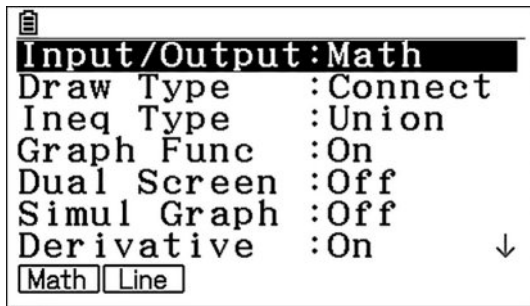 Input/Output:Math
Draw Type :Connect
Ineq Type :Union
Graph Func :On
Dual Screen :Off
Simul Graph :Off
Derivative :On ↓
Math Line